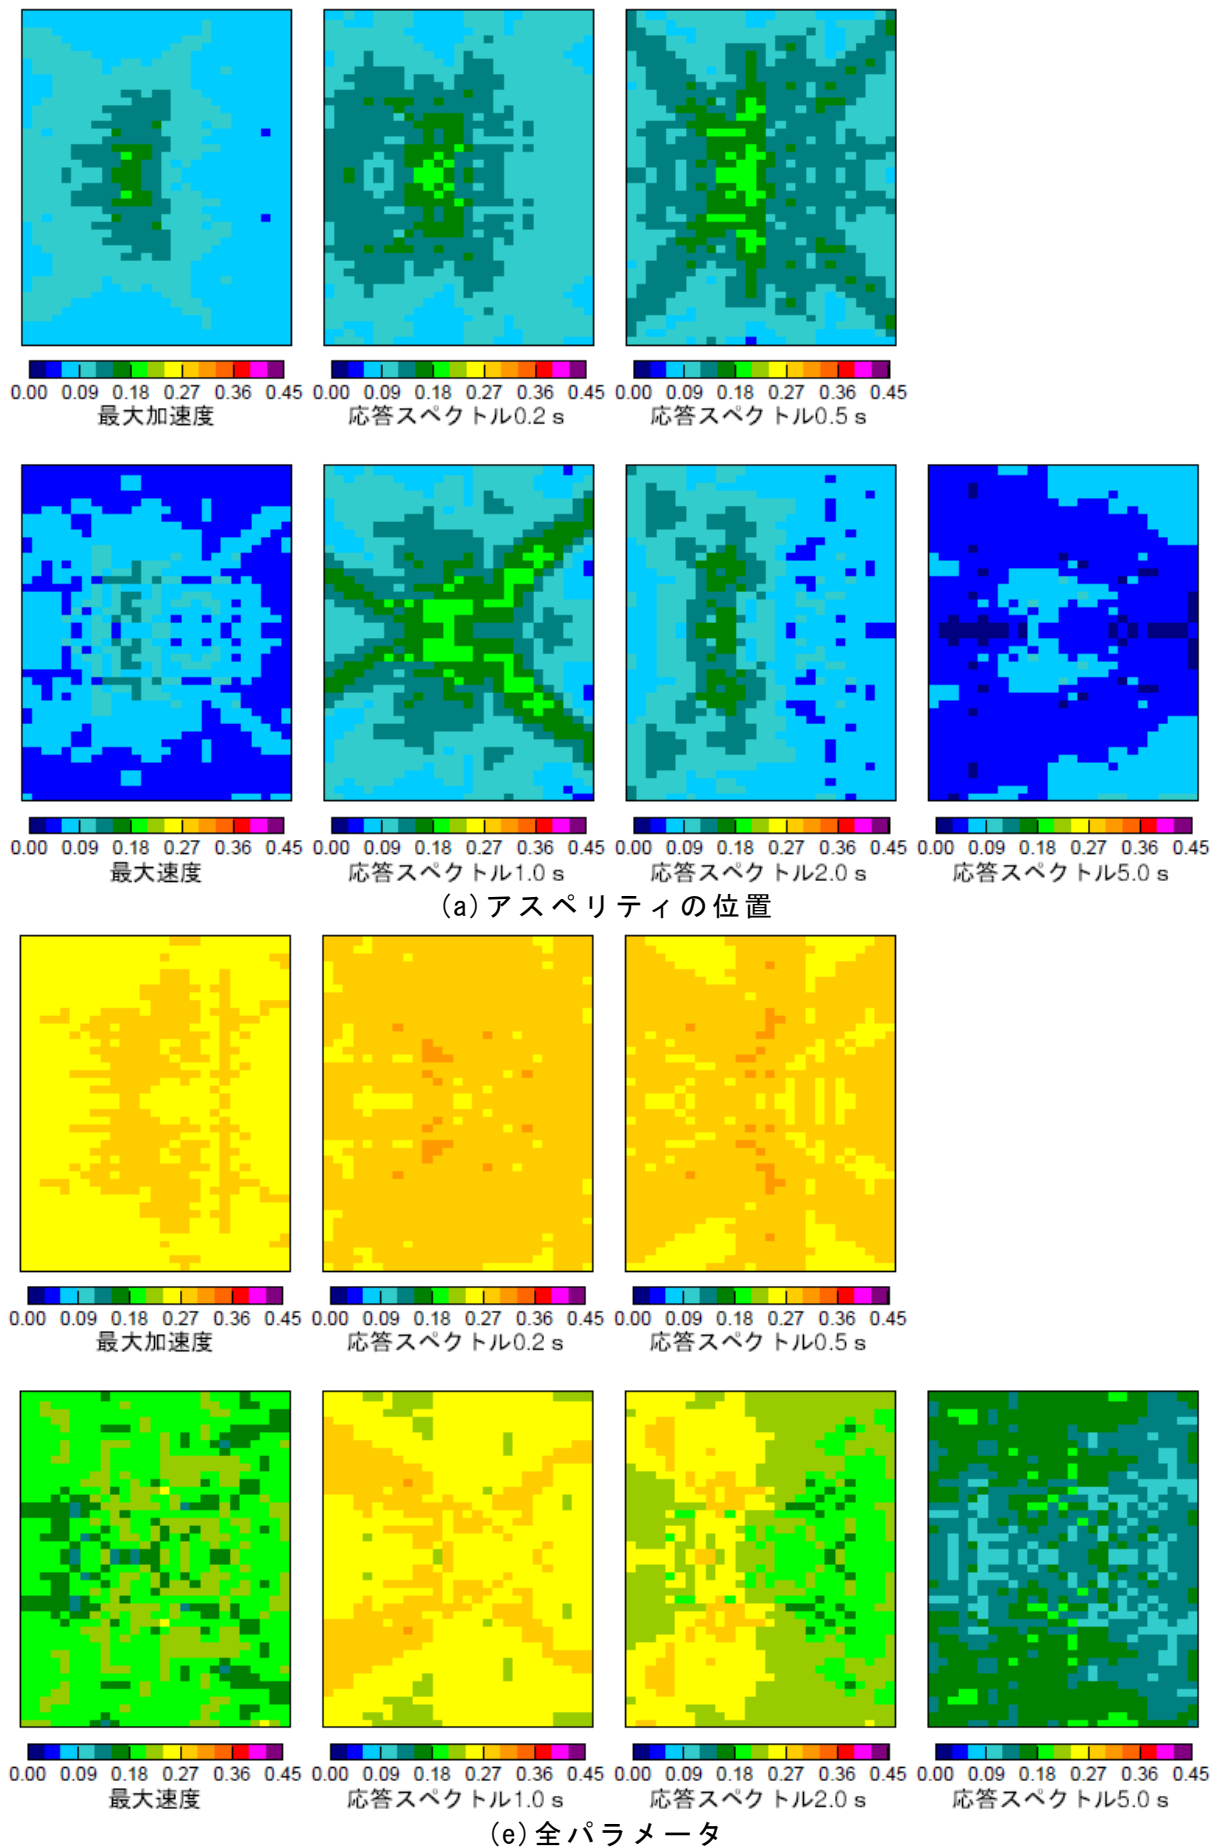 0.00 0.09 0.18 0.27 0.36 0.45 0.00 0.09 0.18 0.27 0.36 0.45 0.00 0.09 0.18 0.27 0.36 0.45
最大加速度 応答スペクトル0.2 s 応答スペクトル0.5 s
0.00 0.09 0.18 0.27 0.36 0.45 0.00 0.09 0.18 0.27 0.36 0.45 0.00 0.09 0.18 0.27 0.36 0.45 0.00 0.09 0.18 0.27 0.36 0.45
最大速度 応答スペクトル1.0 s 応答スペクトル2.0 s 応答スペクトル5.0 s
(a)アスペリティの位置
0.00 0.09 0.18 0.27 0.36 0.45 0.00 0.09 0.18 0.27 0.36 0.45 0.00 0.09 0.18 0.27 0.36 0.45
最大加速度 応答スペクトル0.2 s 応答スペクトル0.5 s
0.00 0.09 0.18 0.27 0.36 0.45 0.00 0.09 0.18 0.27 0.36 0.45 0.00 0.09 0.18 0.27 0.36 0.45 0.00 0.09 0.18 0.27 0.36 0.45
最大速度 応答スペクトル1.0 s 応答スペクトル2.0 s 応答スペクトル5.0 s
(e)全パラメータ